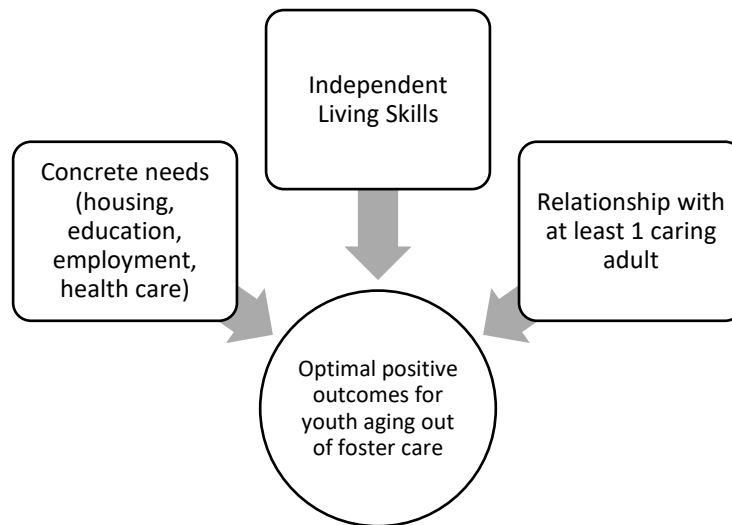 Independent
Living Skills
Concrete needs
(housing,
education,
employment,
health care)
Relationship with
at least 1 caring
adult
Optimal positive
outcomes for
youth aging out
of foster care